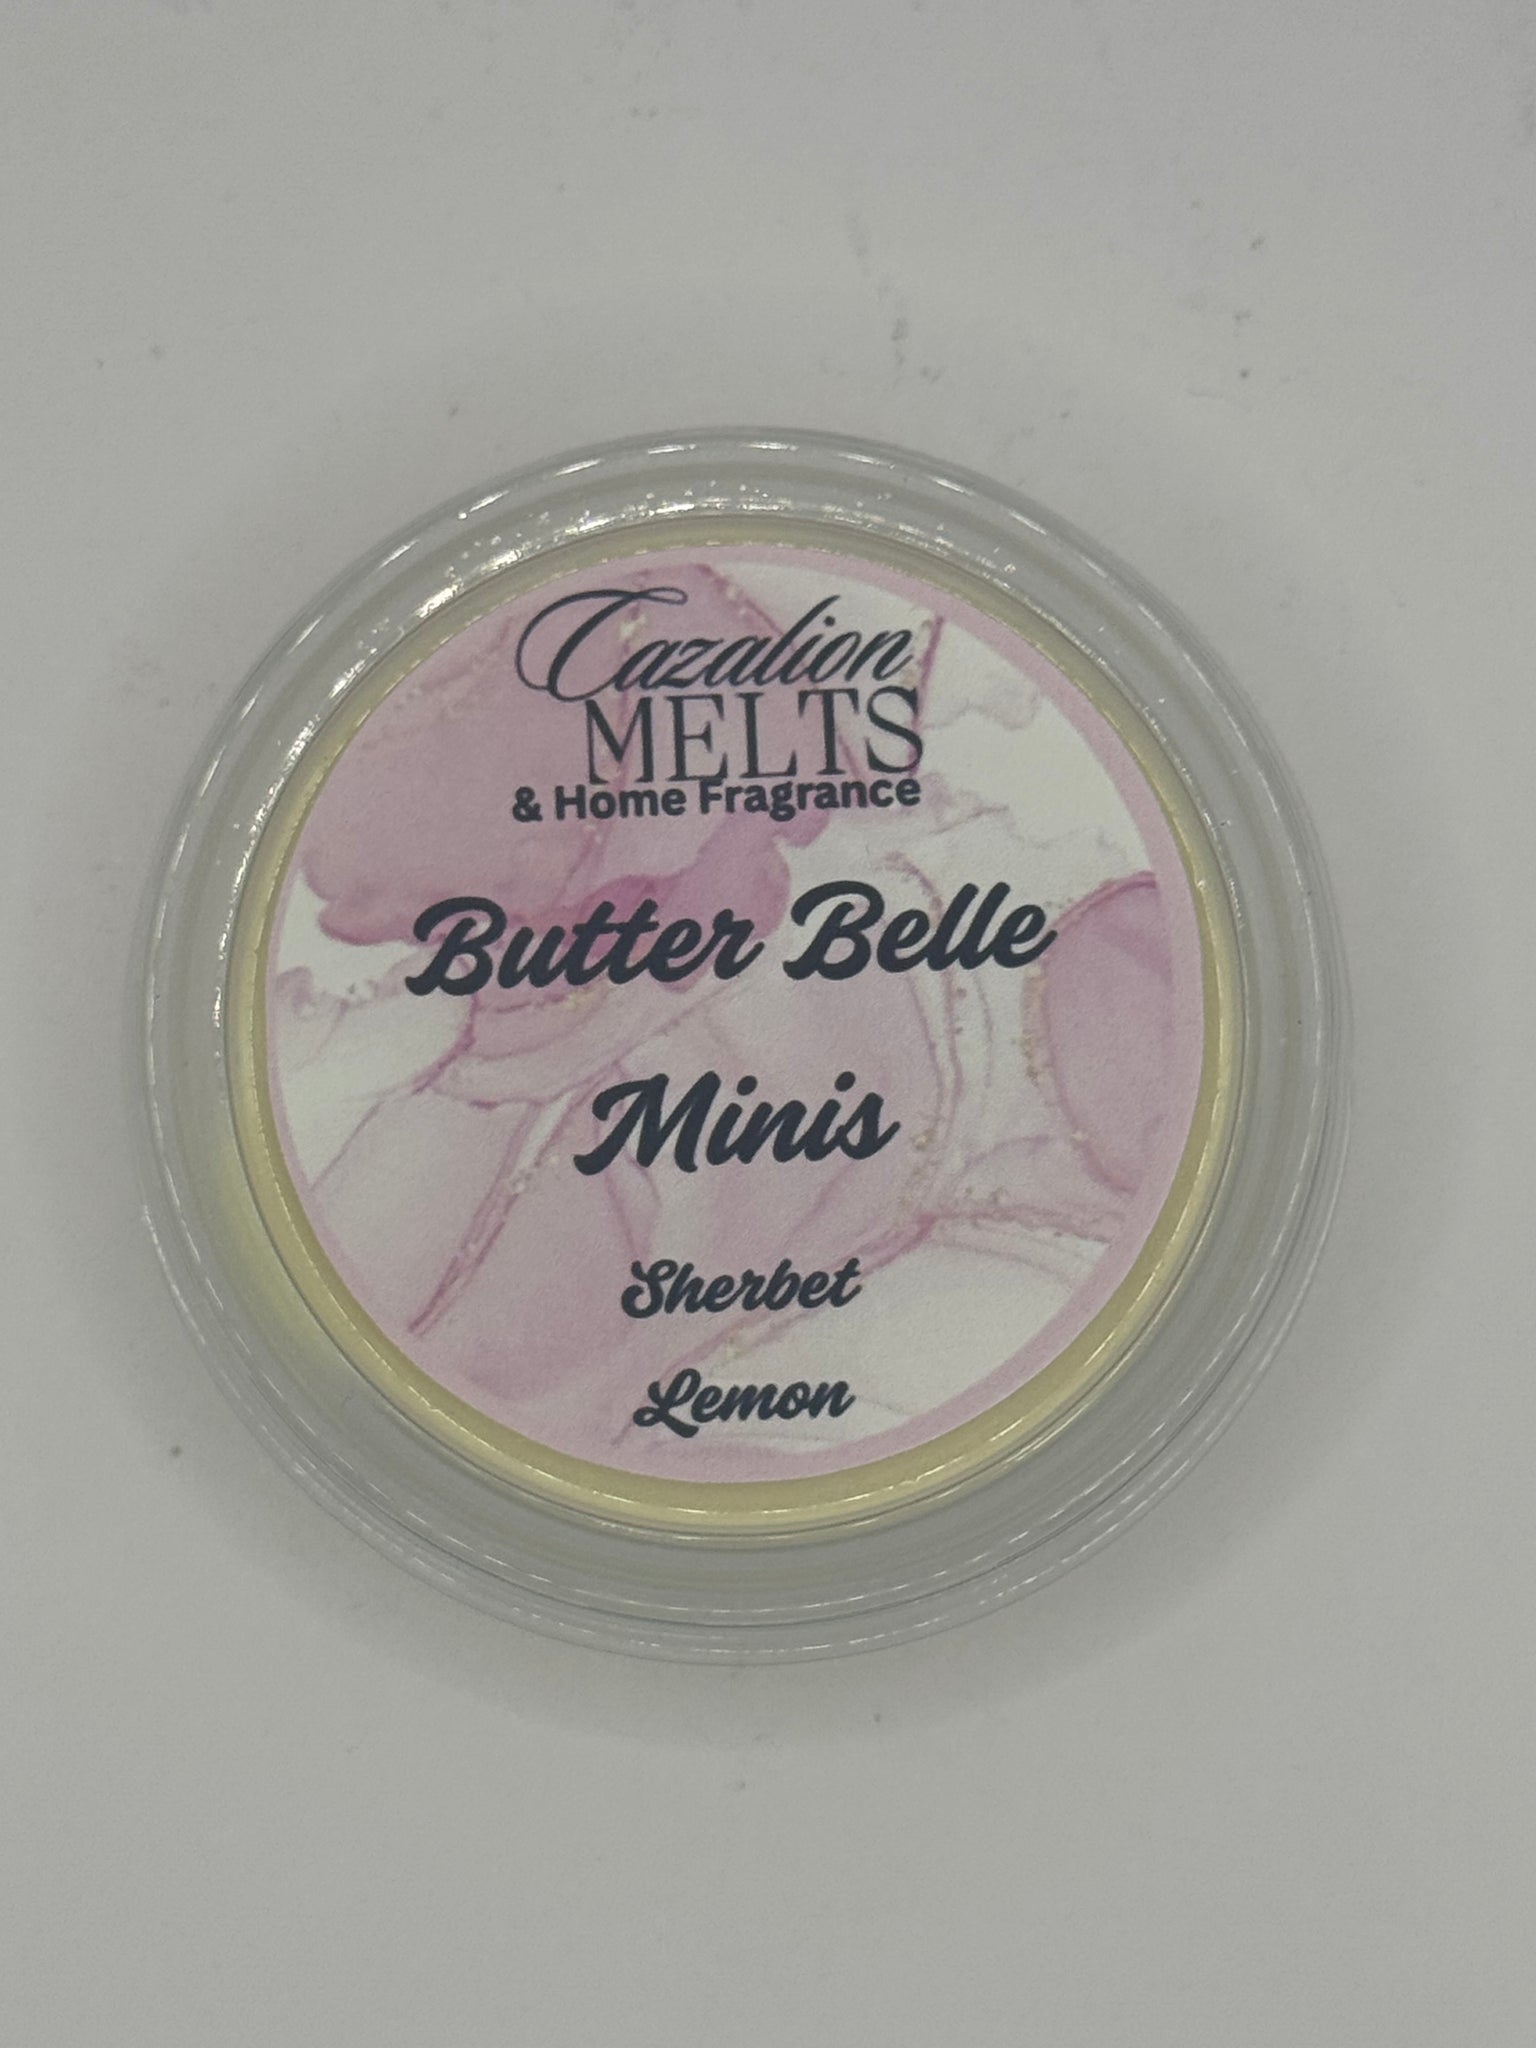 Cazalion
MELTS
& Home Fragrance
Butter Belle
Minis
Sherbet
Lemon